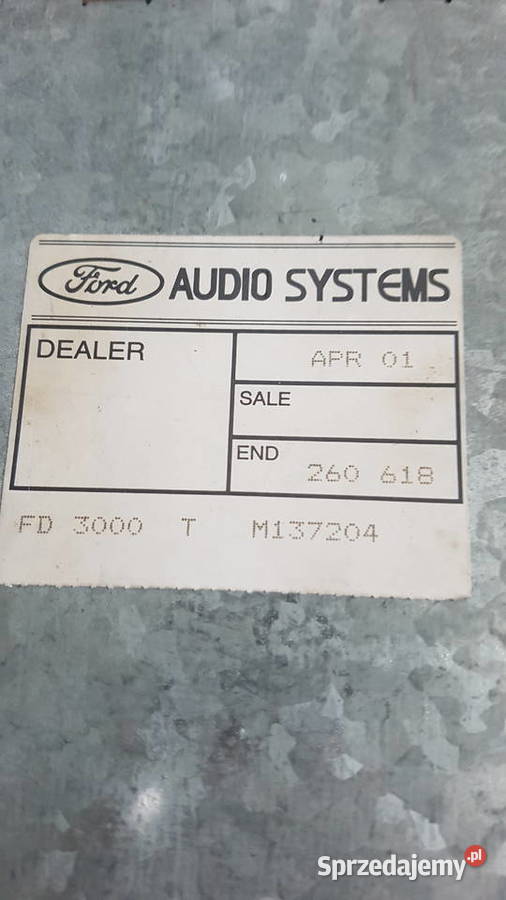 Ford AUDIO SYSTEMS
DEALER
APR 01
SALE
END
260 618
FD 3000 T M137204
Sprzedajemy.pl